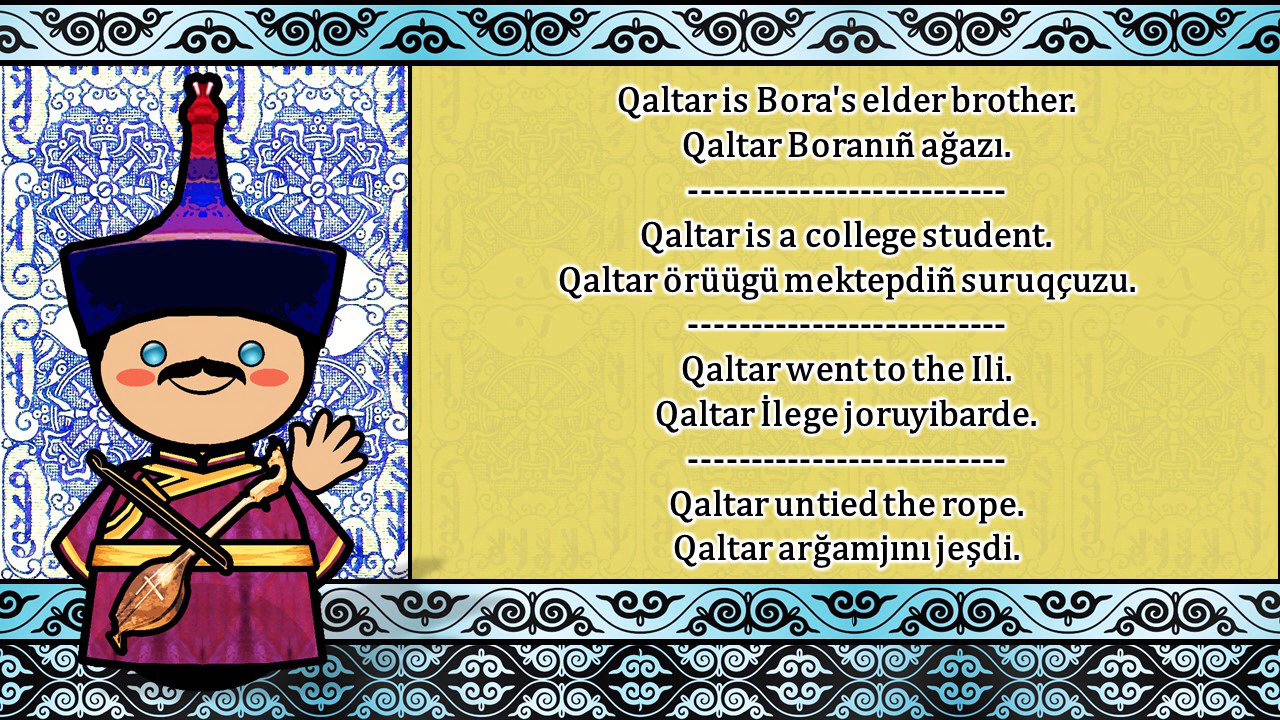 Qaltar is Bora's elder brother.
Qaltar Boranıñ ağazı.
---------------------------
Qaltar is a college student.
Qaltar örüügü mektepdiñ suruqçuzu.
---------------------------
Qaltar went to the Ili.
Qaltar İlege joruyibarde.
---------------------------
Qaltar untied the rope.
Qaltar arğamjını jeşdi.